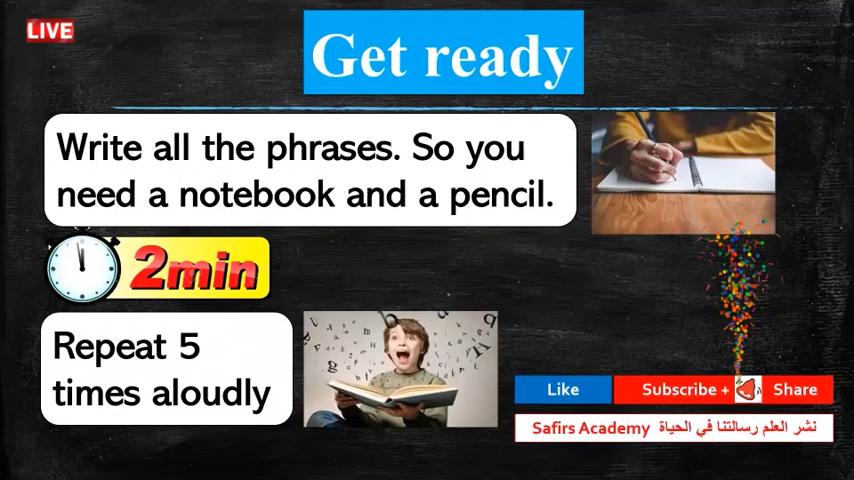 LIVE
Get ready
Write all the phrases. So you
need a notebook and a pencil.
2min
Repeat 5
times aloudly
Like
Subscribe +
Share
Safirs Academy نشر العلم رسالتنا في الحياة